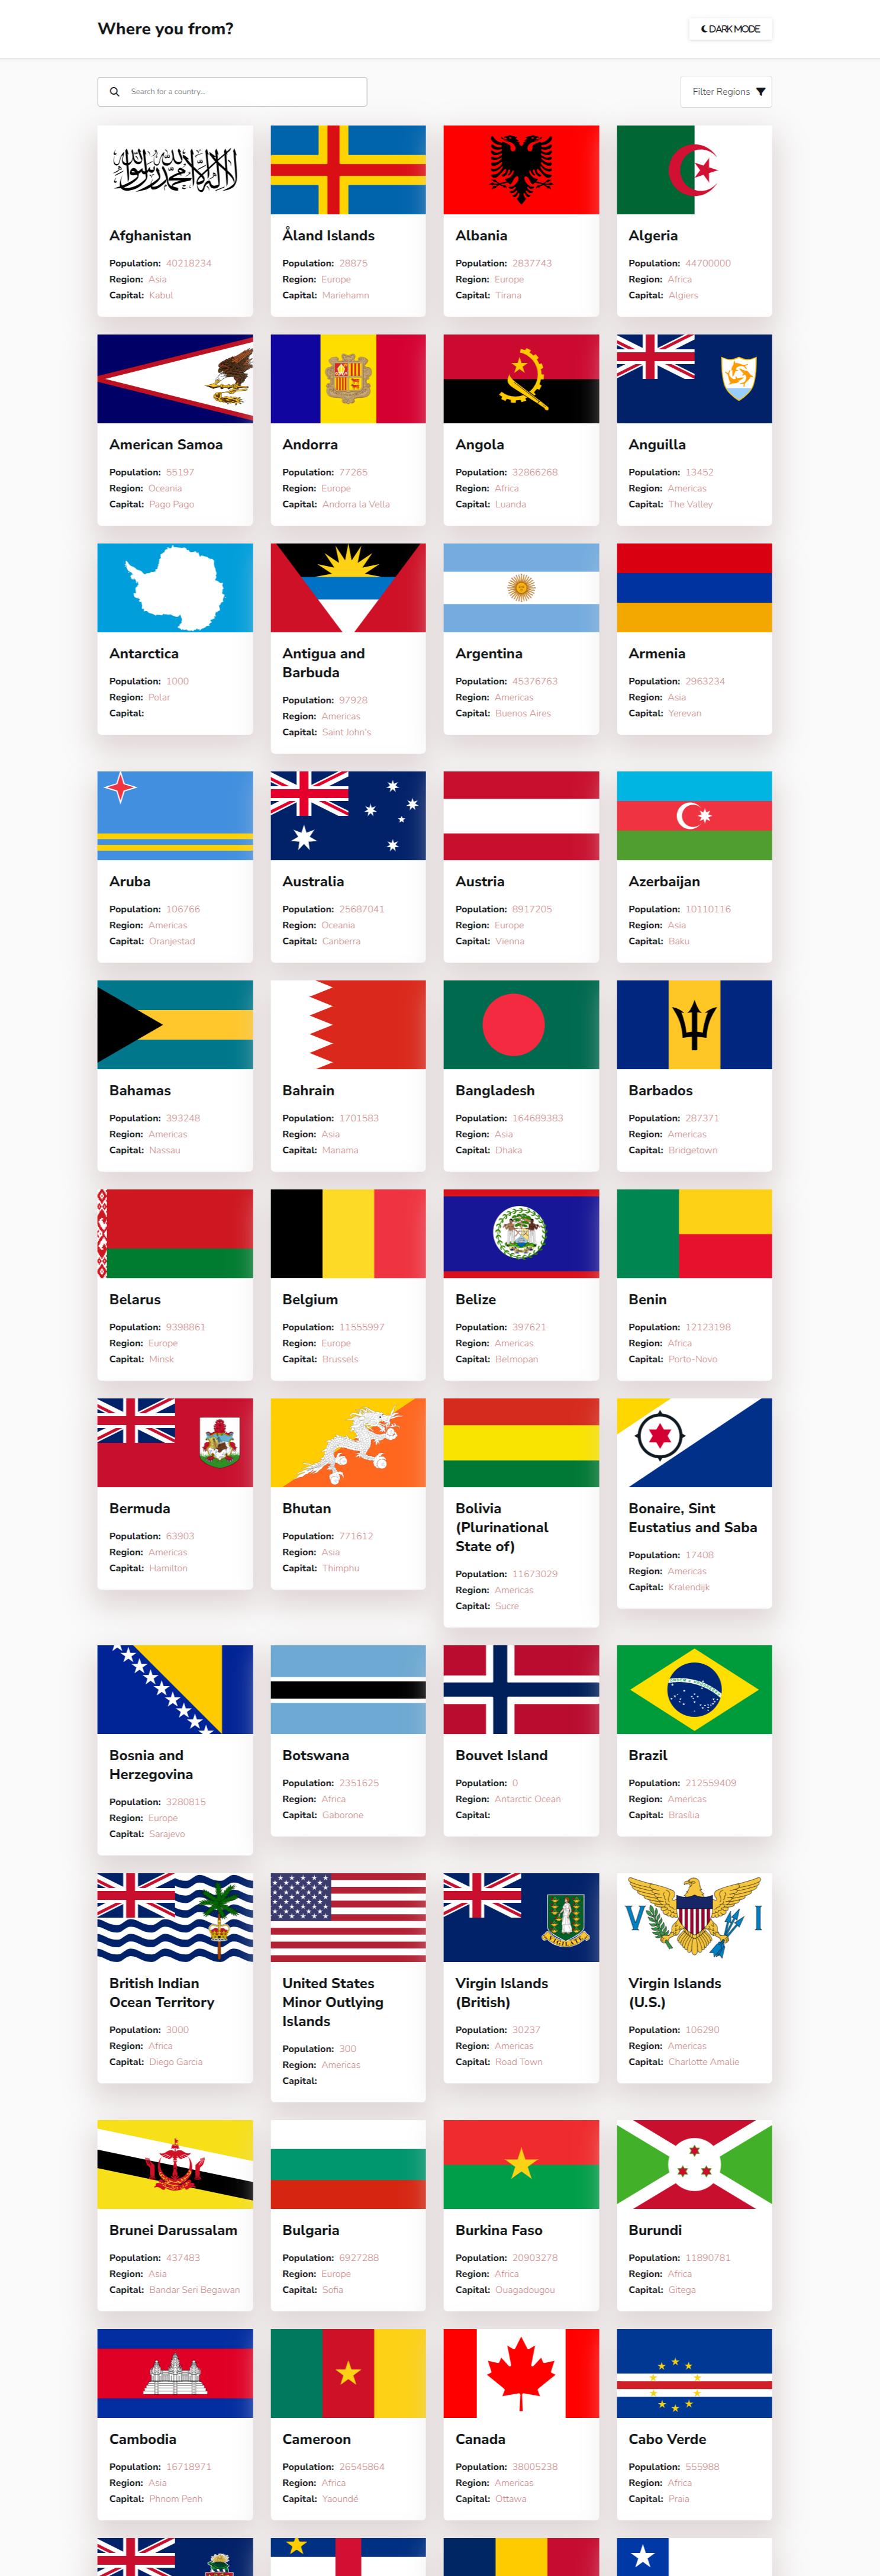 Where you from?
DARK MODE
Search for a country...
Filter Regions
Afghanistan
Population: 40218234
Region: Asia
Capital: Kabul
Åland Islands
Population: 28875
Region: Europe
Capital: Mariehamn
Albania
Population: 2837743
Region: Europe
Capital: Tirana
Algeria
Population: 44700000
Region: Africa
Capital: Algiers
American Samoa
Population: 55197
Region: Oceania
Capital: Pago Pago
Andorra
Population: 77265
Region: Europe
Capital: Andorra la Vella
Angola
Population: 32866268
Region: Africa
Capital: Luanda
Anguilla
Population: 13452
Region: Americas
Capital: The Valley
Antarctica
Population: 1000
Region: Polar
Capital:
Antigua and
Barbuda
Population: 97928
Region: Americas
Capital: Saint John's
Argentina
Population: 45376763
Region: Americas
Capital: Buenos Aires
Armenia
Population: 2963234
Region: Asia
Capital: Yerevan
Aruba
Population: 106766
Region: Americas
Capital: Oranjestad
Australia
Population: 25687041
Region: Oceania
Capital: Canberra
Austria
Population: 8917205
Region: Europe
Capital: Vienna
Azerbaijan
Population: 10110116
Region: Asia
Capital: Baku
Bahamas
Population: 393248
Region: Americas
Capital: Nassau
Bahrain
Population: 1701583
Region: Asia
Capital: Manama
Bangladesh
Population: 164689383
Region: Asia
Capital: Dhaka
Barbados
Population: 287371
Region: Americas
Capital: Bridgetown
Belarus
Population: 9398861
Region: Europe
Capital: Minsk
Belgium
Population: 11555997
Region: Europe
Capital: Brussels
Belize
Population: 397621
Region: Americas
Capital: Belmopan
Benin
Population: 12123198
Region: Africa
Capital: Porto-Novo
Bermuda
Population: 63903
Region: Americas
Capital: Hamilton
Bhutan
Population: 771612
Region: Asia
Capital: Thimphu
Bolivia
(Plurinational
State of)
Population: 11673029
Region: Americas
Capital: Sucre
Bonaire, Sint
Eustatius and Saba
Population: 17408
Region: Americas
Capital: Kralendijk
Bosnia and
Herzegovina
Population: 3280815
Region: Europe
Capital: Sarajevo
Botswana
Population: 2351625
Region: Africa
Capital: Gaborone
Bouvet Island
Population: 0
Region: Antarctic Ocean
Capital:
Brazil
Population: 212559409
Region: Americas
Capital: Brasília
British Indian
Ocean Territory
Population: 3000
Region: Africa
Capital: Diego Garcia
United States
Minor Outlying
Islands
Population: 300
Region: Americas
Capital:
VIGILATE
Virgin Islands
(British)
Population: 30237
Region: Americas
Capital: Road Town
V I
Virgin Islands
(U.S.)
Population: 106290
Region: Americas
Capital: Charlotte Amalie
Brunei Darussalam
Population: 437483
Region: Asia
Capital: Bandar Seri Begawan
Bulgaria
Population: 6927288
Region: Europe
Capital: Sofia
Burkina Faso
Population: 20903278
Region: Africa
Capital: Ouagadougou
Burundi
Population: 11890781
Region: Africa
Capital: Gitega
Cambodia
Population: 16718971
Region: Asia
Capital: Phnom Penh
Cameroon
Population: 26545864
Region: Africa
Capital: Yaoundé
Canada
Population: 38005238
Region: Americas
Capital: Ottawa
Cabo Verde
Population: 555988
Region: Africa
Capital: Praia